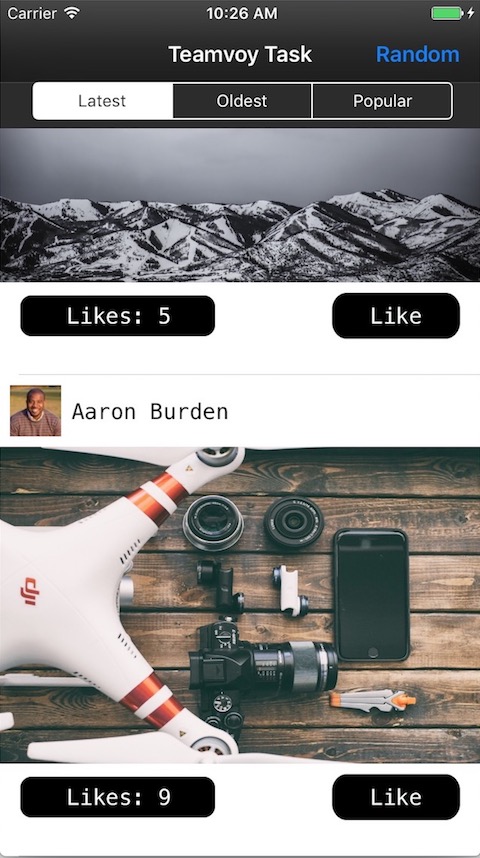 Carrier 10:26 AM
Teamvoy Task Random
Latest Oldest Popular
Likes: 5 Like
Aaron Burden
dji
Likes: 9 Like